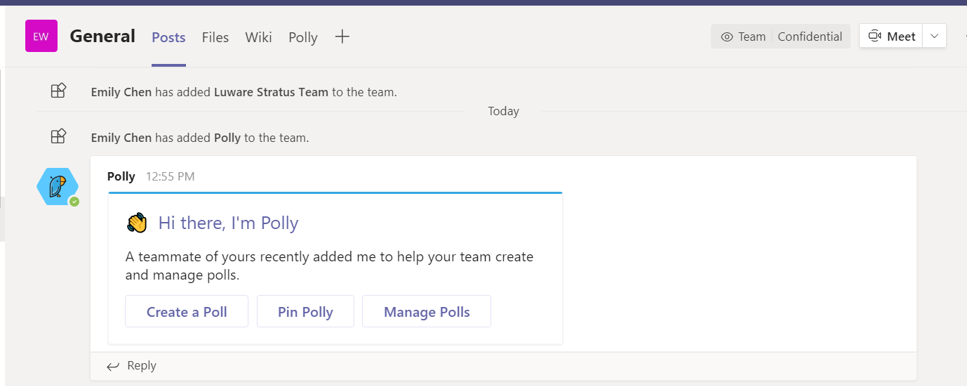 EW General Posts Files Wiki Polly Team Confidential Meet
Emily Chen has added Luware Stratus Team to the team.
Today
Emily Chen has added Polly to the team.
Polly 12:55 PM
Hi there, I'm Polly
A teammate of yours recently added me to help your team create
and manage polls.
Create a Poll Pin Polly Manage Polls
Reply